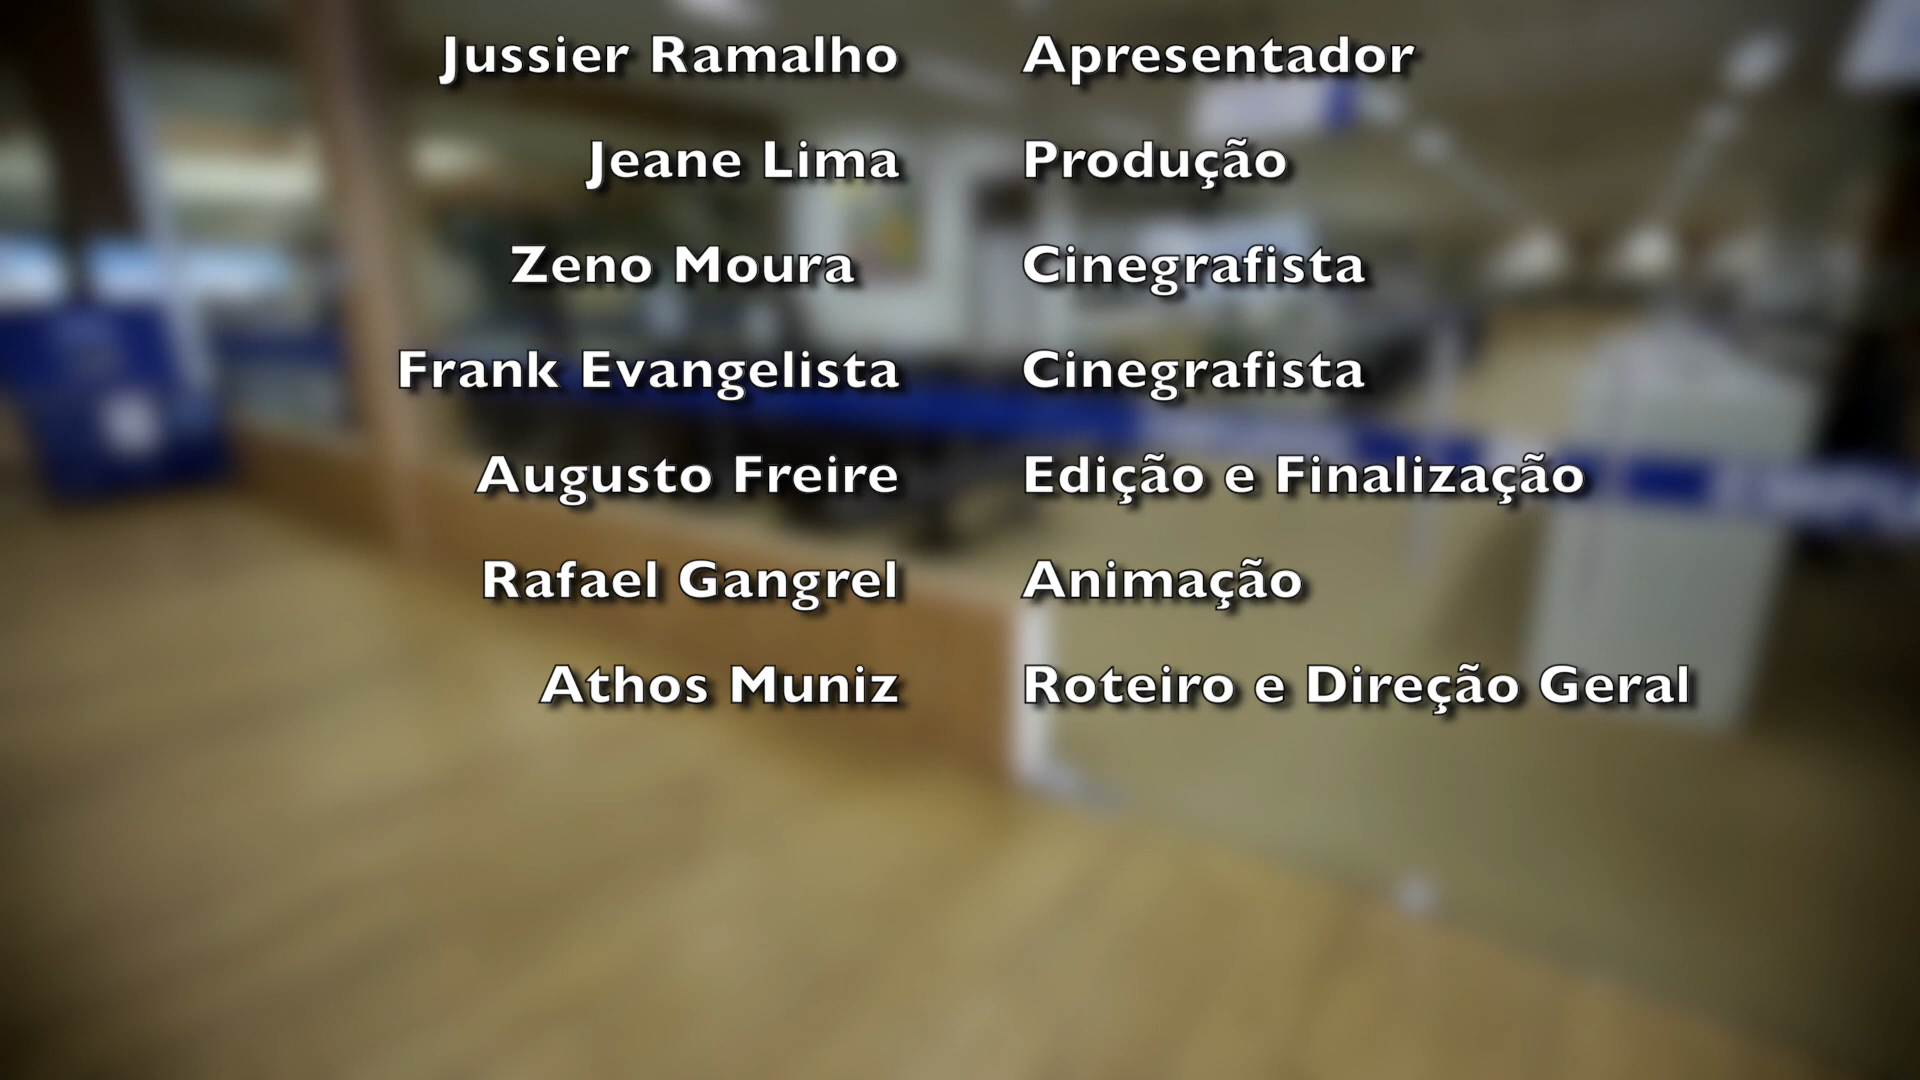 Jussier Ramalho Apresentador
Jeane Lima Produção
Zeno Moura Cinegrafista
Frank Evangelista Cinegrafista
Augusto Freire Edição e Finalização
Rafael Gangrel Animação
Athos Muniz Roteiro e Direção Geral